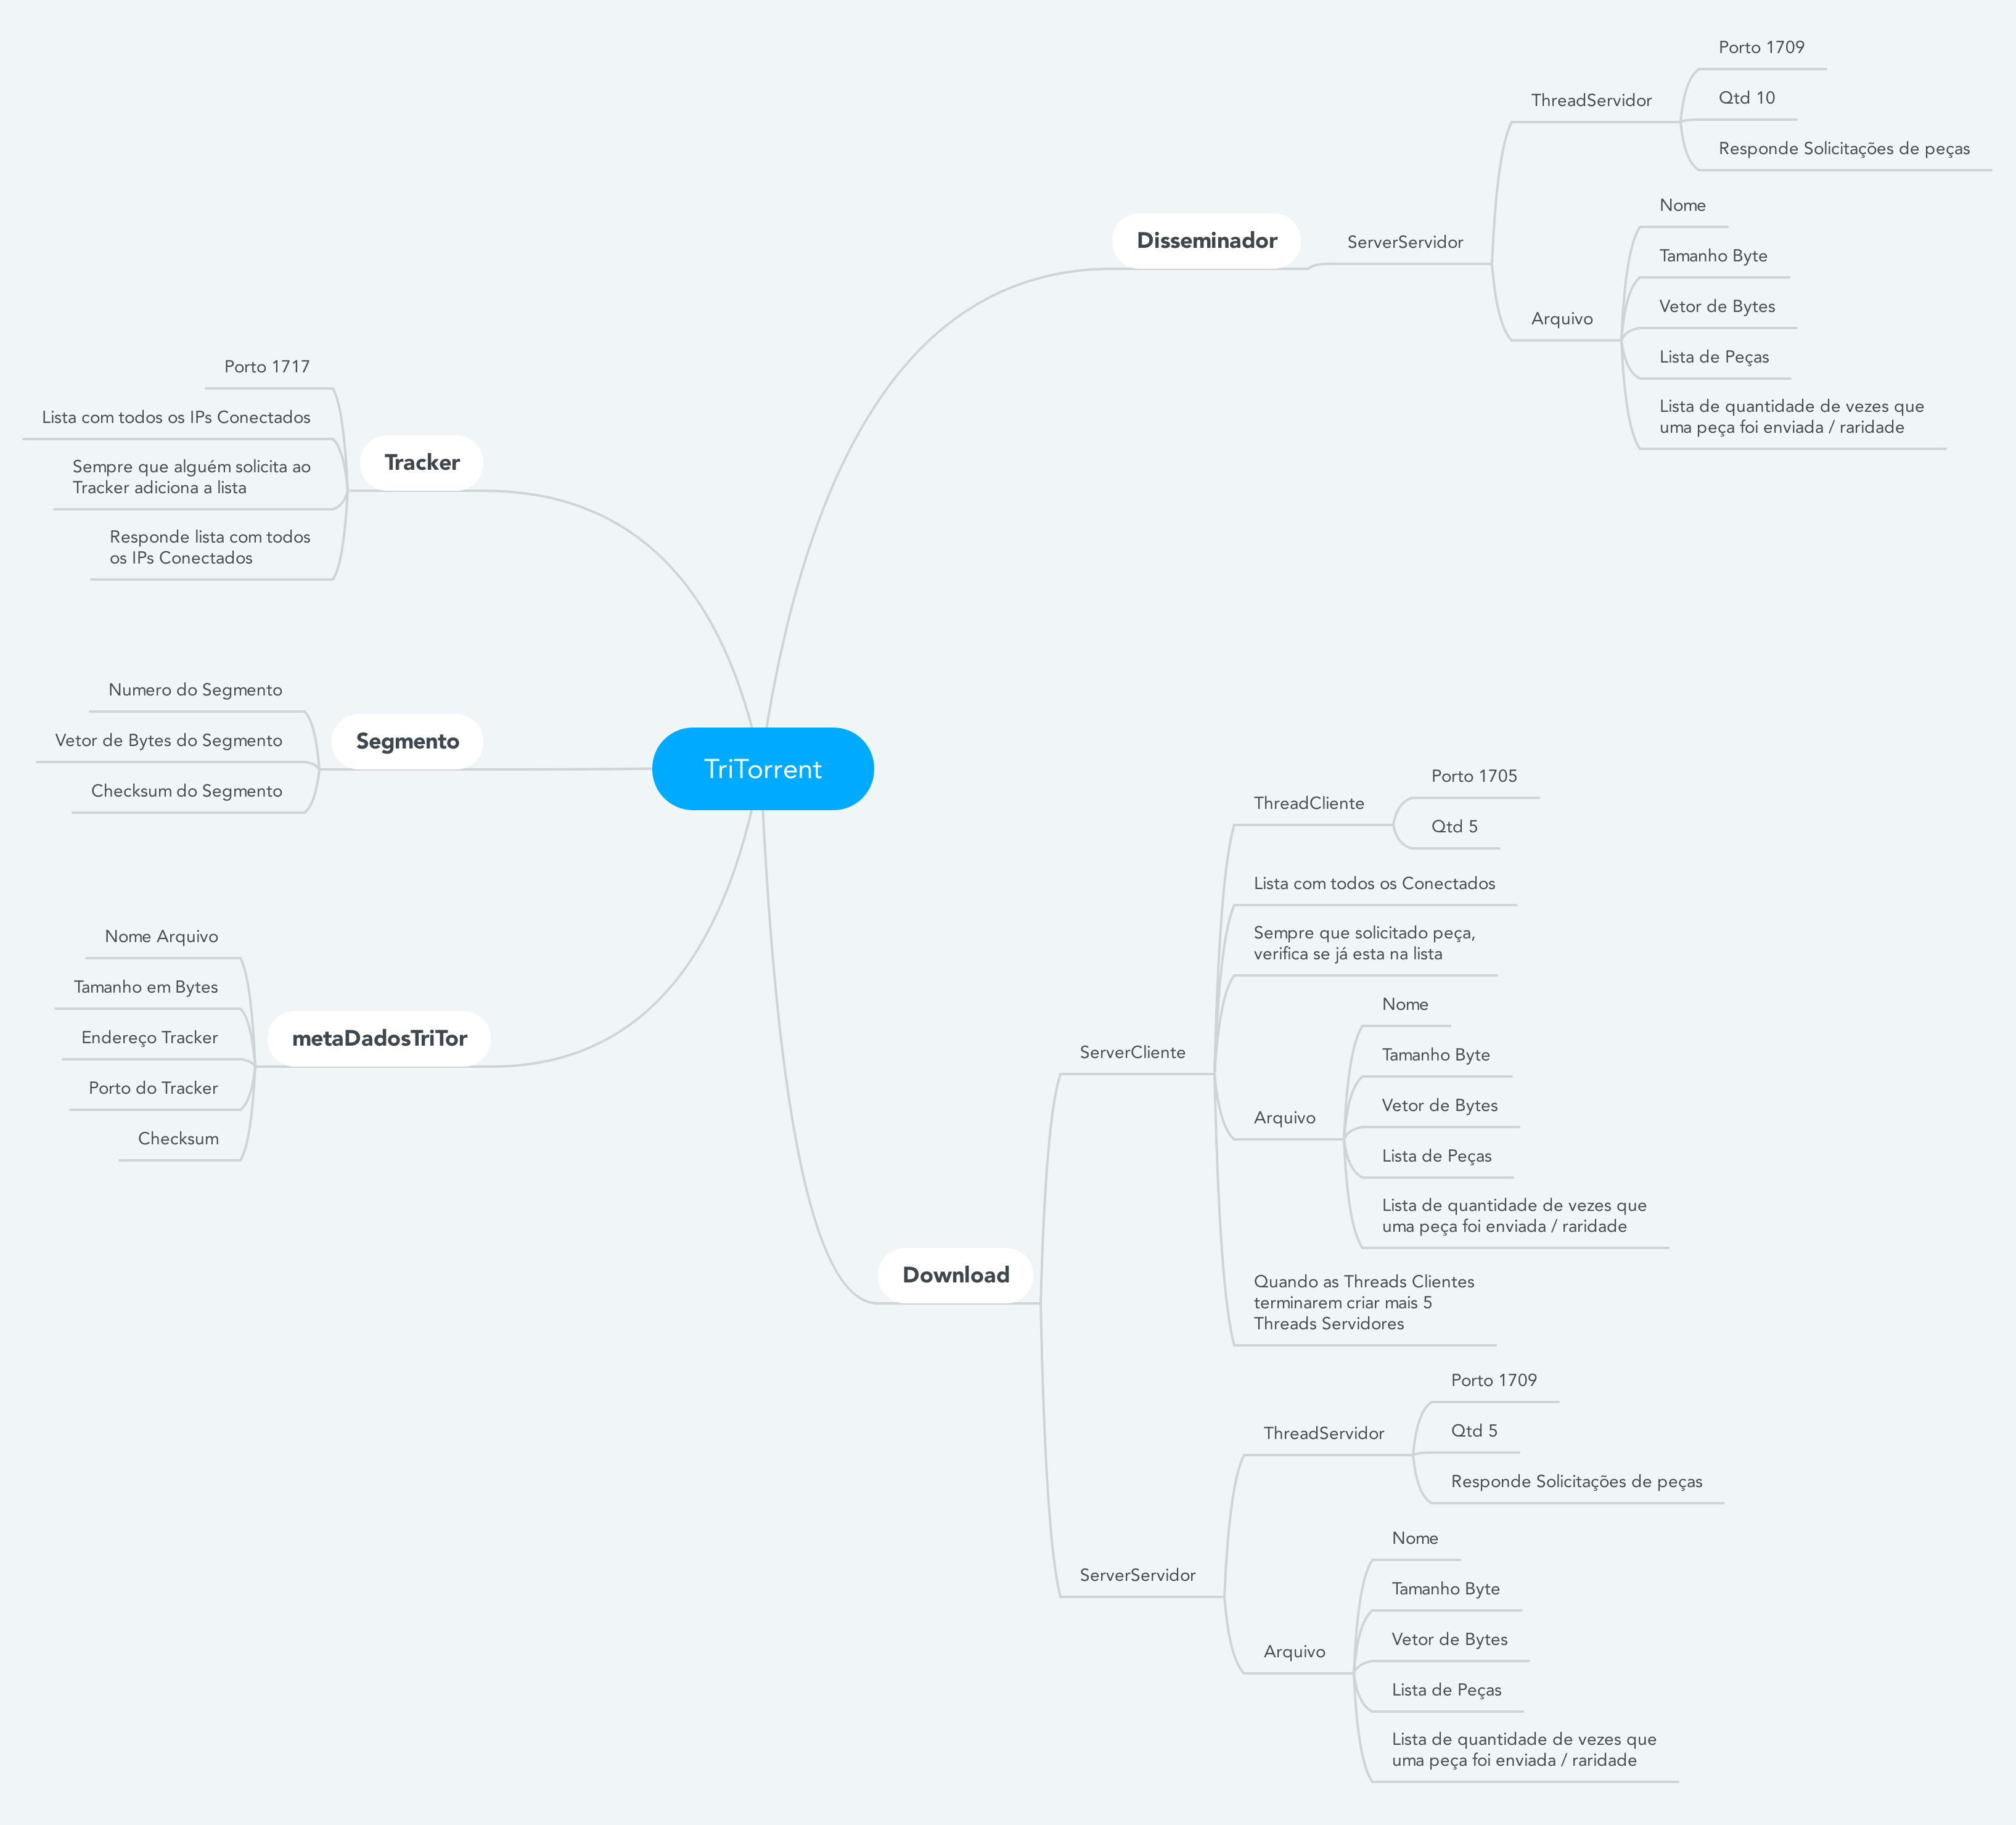 TriTorrent
Disseminador
ServerServidor
ThreadServidor
Porto 1709
Qtd 10
Responde Solicitações de peças
Arquivo
Nome
Tamanho Byte
Vetor de Bytes
Lista de Peças
Lista de quantidade de vezes que
uma peça foi enviada / raridade
Tracker
Porto 1717
Lista com todos os IPs Conectados
Sempre que alguém solicita ao
Tracker adiciona a lista
Responde lista com todos
os IPs Conectados
Segmento
Numero do Segmento
Vetor de Bytes do Segmento
Checksum do Segmento
metaDadosTriTor
Nome Arquivo
Tamanho em Bytes
Endereço Tracker
Porto do Tracker
Checksum
Download
ServerCliente
ThreadCliente
Porto 1705
Qtd 5
Lista com todos os Conectados
Sempre que solicitado peça,
verifica se já esta na lista
Arquivo
Nome
Tamanho Byte
Vetor de Bytes
Lista de Peças
Lista de quantidade de vezes que
uma peça foi enviada / raridade
Quando as Threads Clientes
terminarem criar mais 5
Threads Servidores
ServerServidor
ThreadServidor
Porto 1709
Qtd 5
Responde Solicitações de peças
Arquivo
Nome
Tamanho Byte
Vetor de Bytes
Lista de Peças
Lista de quantidade de vezes que
uma peça foi enviada / raridade